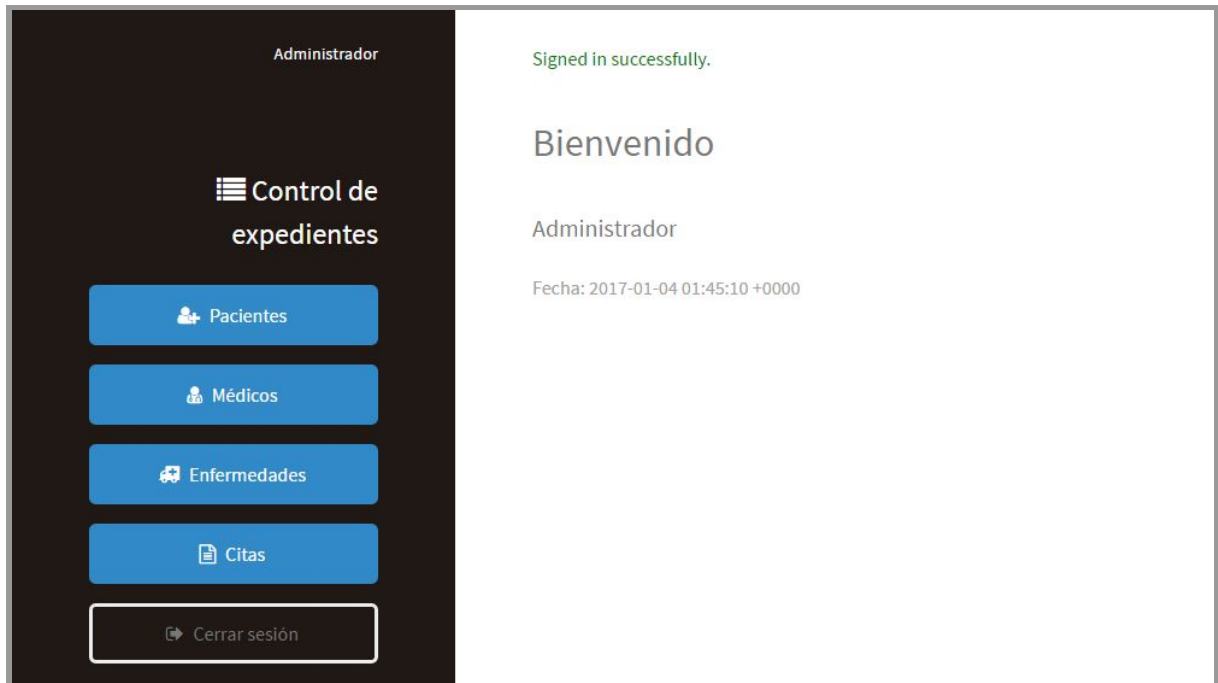 Administrador
Control de
expedientes
Pacientes
Médicos
Enfermedades
Citas
Cerrar sesión
Signed in successfully.
Bienvenido
Administrador
Fecha: 2017-01-04 01:45:10 +0000